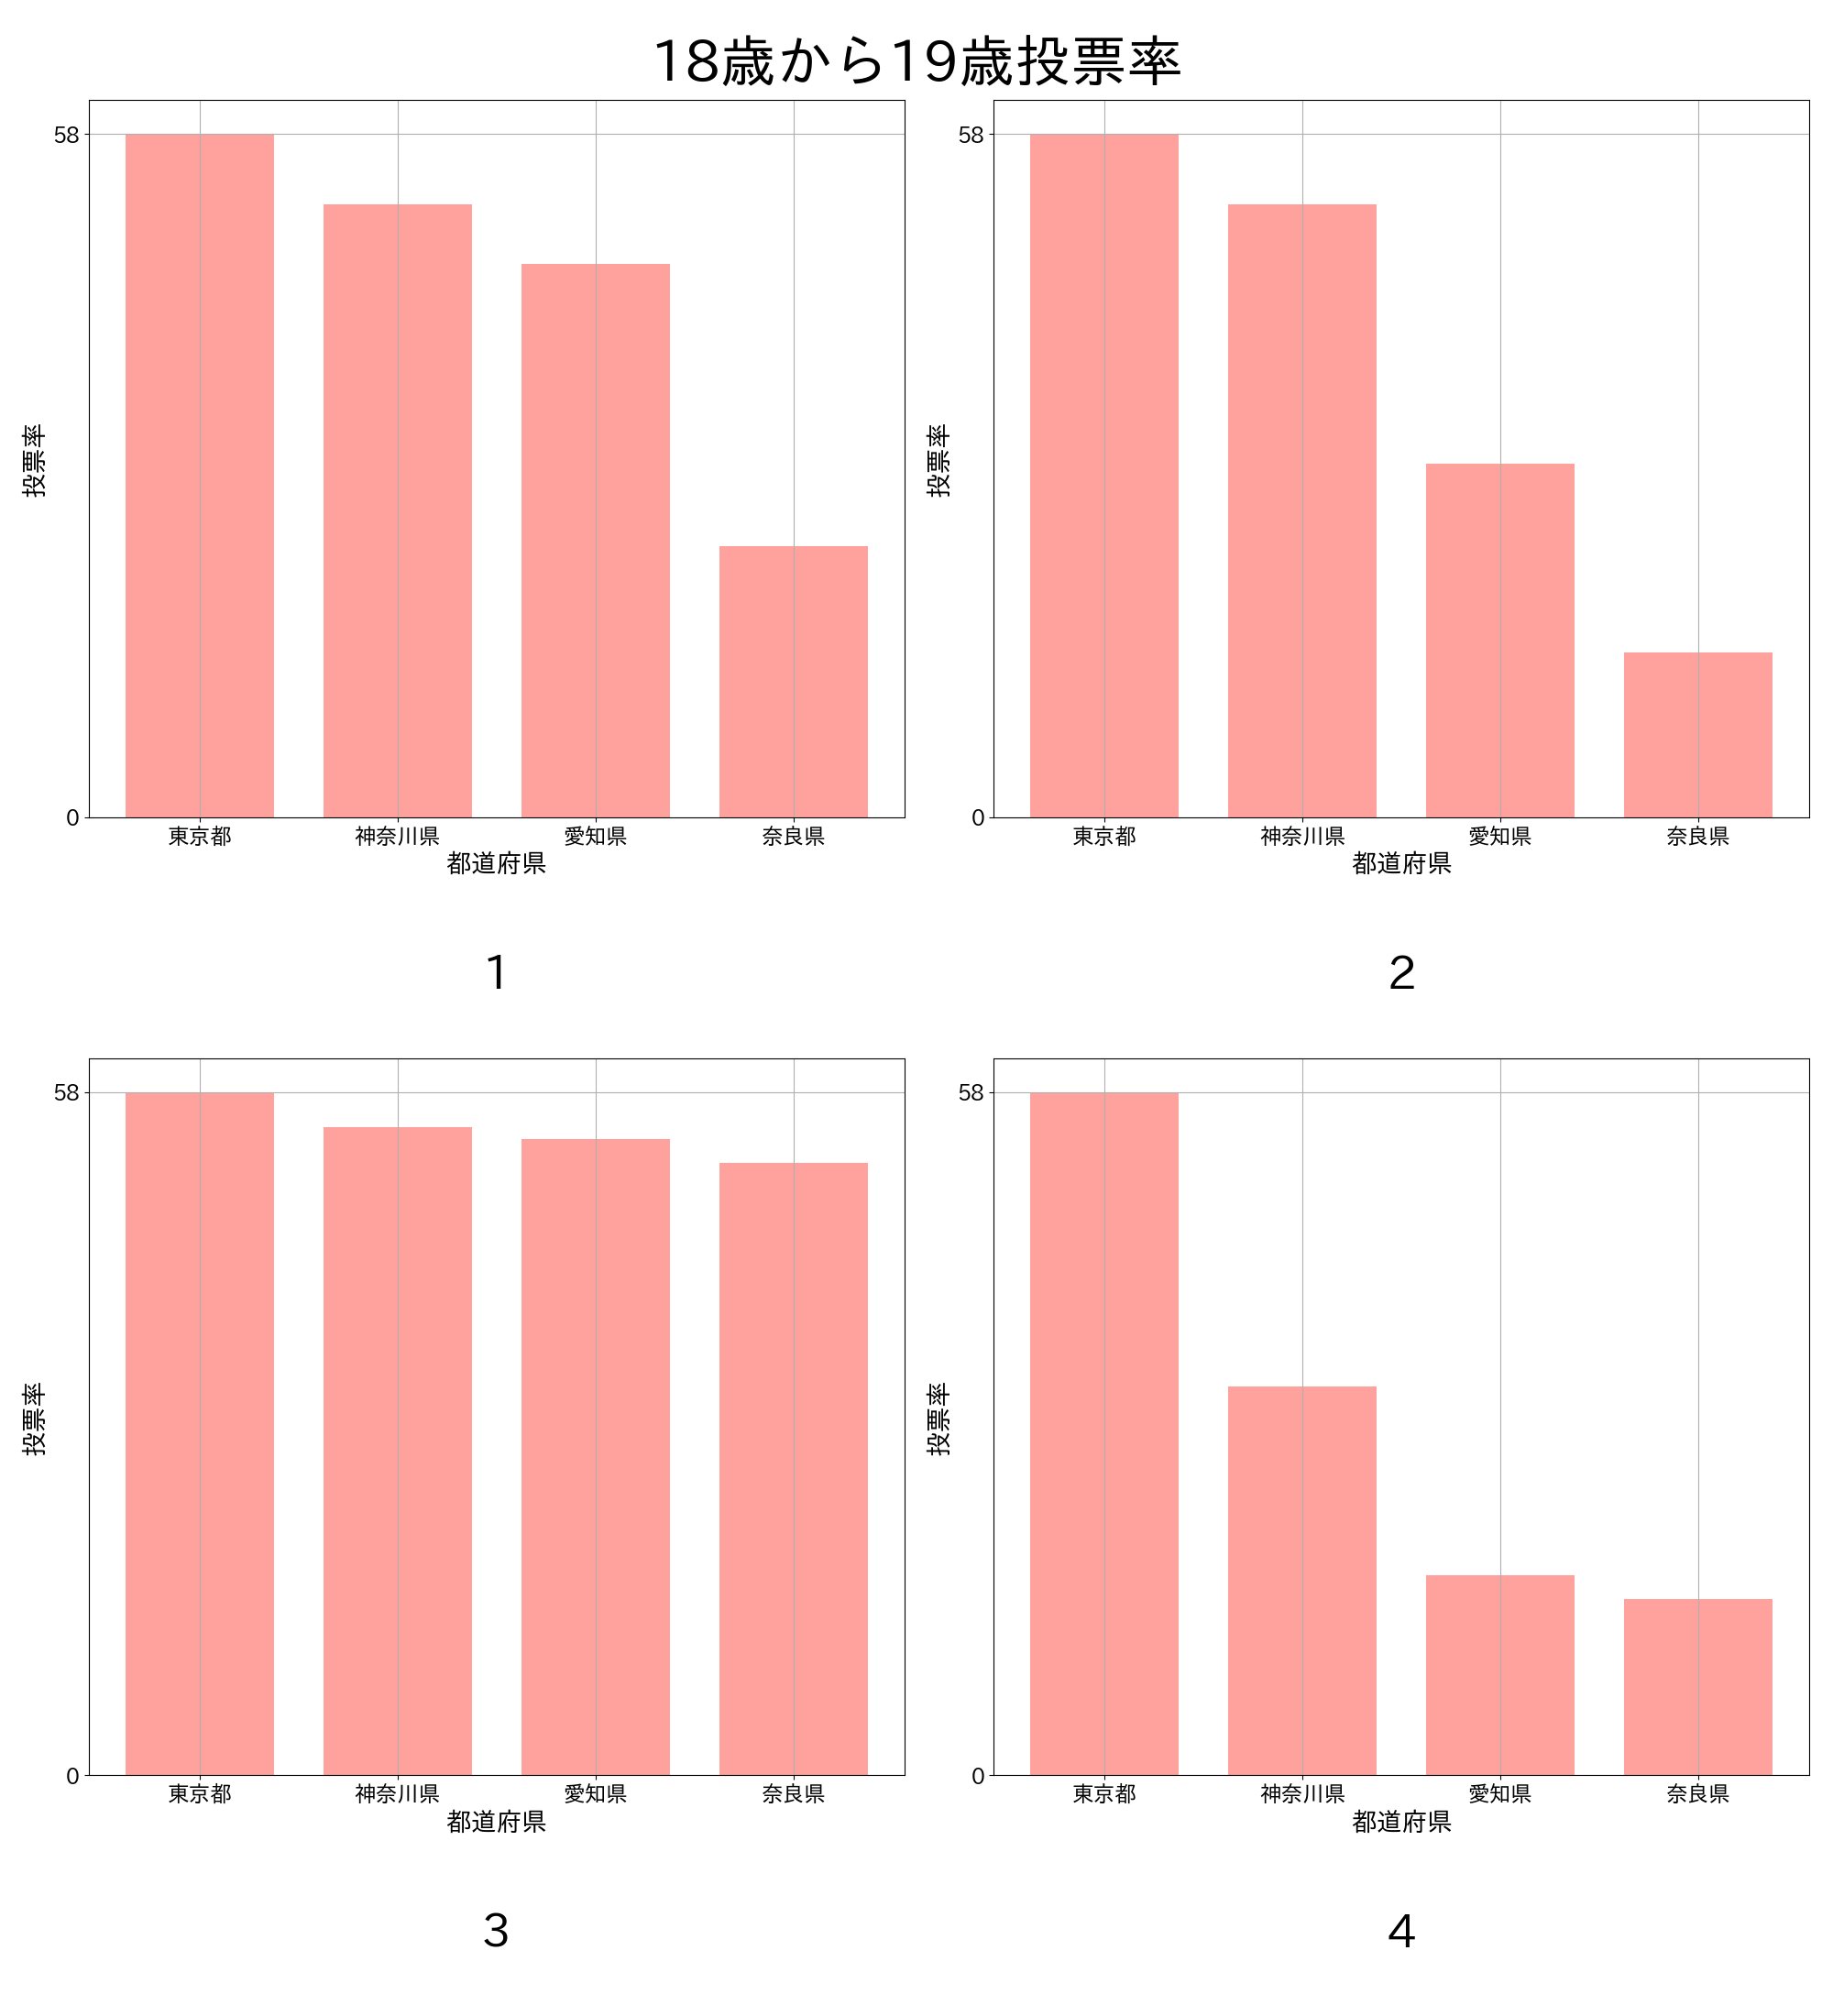 18歳から19歳投票率
58
0
投票率
東京都 神奈川県 愛知県 奈良県
都道府県
1
58
0
投票率
東京都 神奈川県 愛知県 奈良県
都道府県
2
58
0
投票率
東京都 神奈川県 愛知県 奈良県
都道府県
3
58
0
投票率
東京都 神奈川県 愛知県 奈良県
都道府県
4